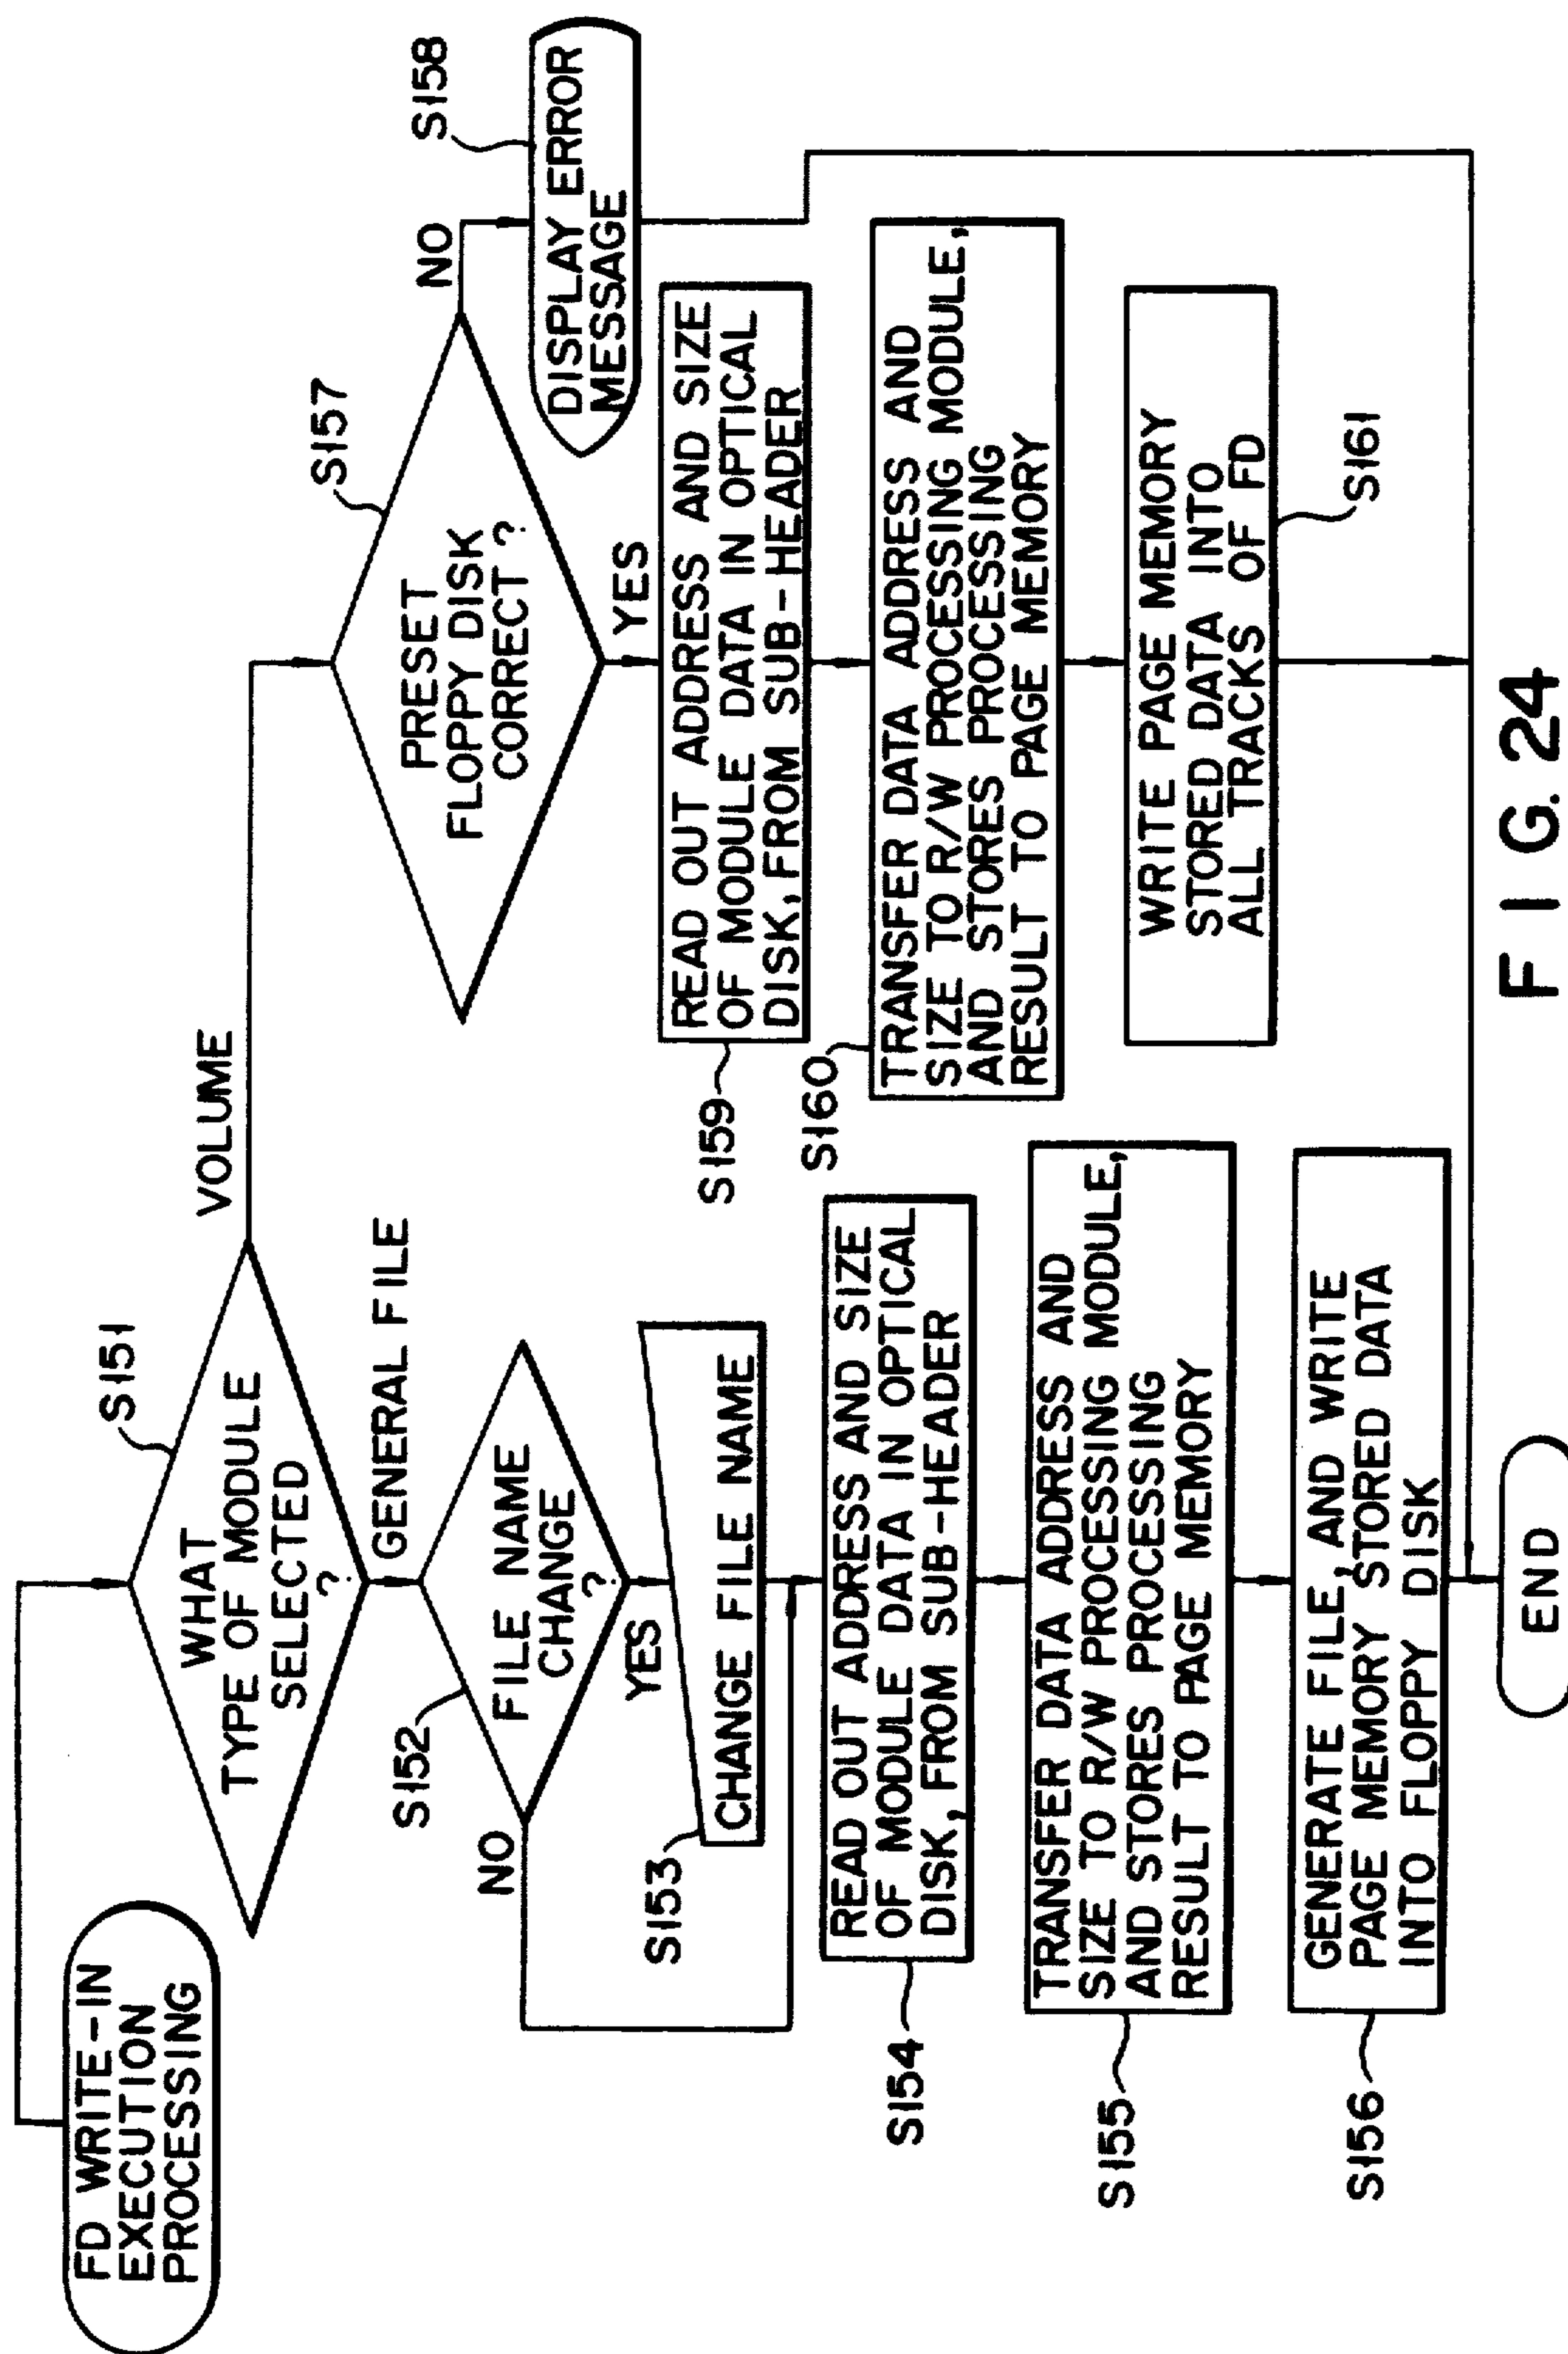 FD WRITE-IN
EXECUTION
PROCESSING
S151
WHAT
TYPE OF MODULE
SELECTED
?
VOLUME
GENERAL FILE
S152
FILE NAME
CHANGE
?
NO
YES
S153
CHANGE FILE NAME
S154
READ OUT ADDRESS AND SIZE
OF MODULE DATA IN OPTICAL
DISK, FROM SUB-HEADER
S155
TRANSFER DATA ADDRESS AND
SIZE TO R/W PROCESSING MODULE,
AND STORES PROCESSING
RESULT TO PAGE MEMORY
S156
GENERATE FILE, AND WRITE
PAGE MEMORY STORED DATA
INTO FLOPPY DISK
END
S157
PRESET
FLOPPY DISK
CORRECT ?
NO
S158
DISPLAY ERROR
MESSAGE
YES
S159
READ OUT ADDRESS AND SIZE
OF MODULE DATA IN OPTICAL
DISK, FROM SUB-HEADER
S160
TRANSFER DATA ADDRESS AND
SIZE TO R/W PROCESSING MODULE,
AND STORES PROCESSING
RESULT TO PAGE MEMORY
WRITE PAGE MEMORY
STORED DATA INTO
ALL TRACKS OF FD
S161
FIG. 24